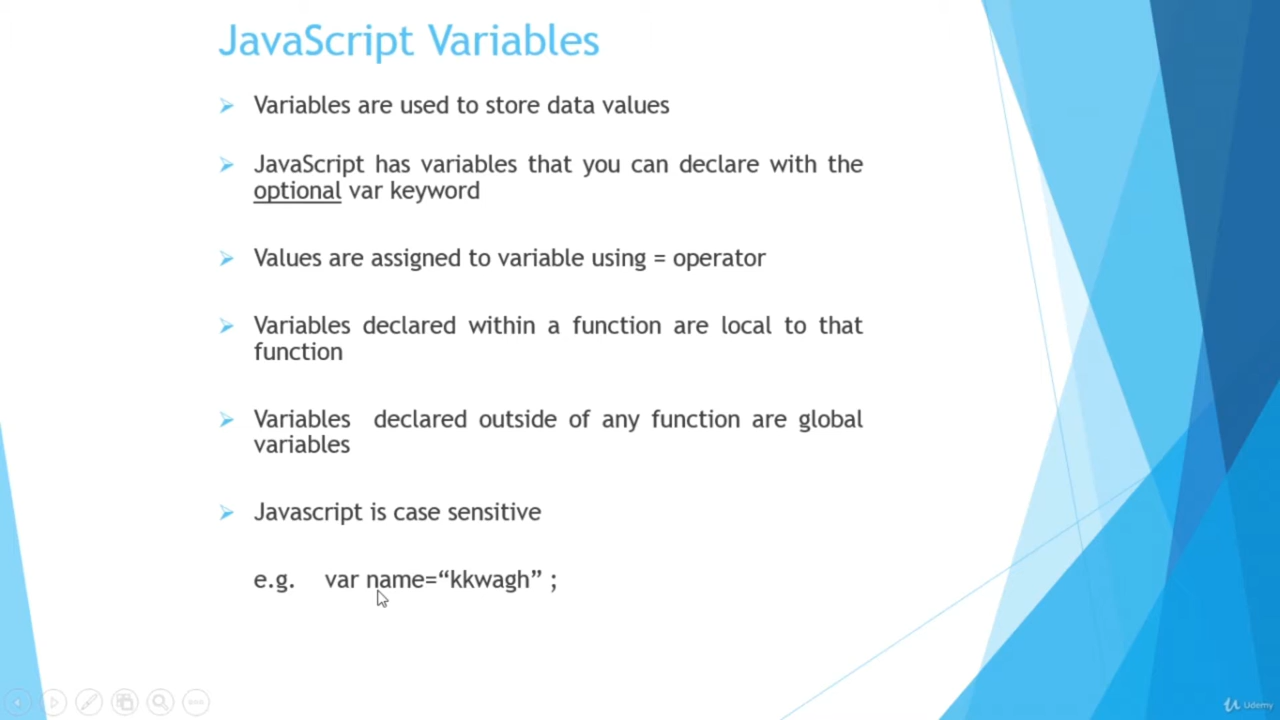 JavaScript Variables
Variables are used to store data values
JavaScript has variables that you can declare with the
optional var keyword
Values are assigned to variable using = operator
Variables declared within a function are local to that
function
Variables declared outside of any function are global
variables
Javascript is case sensitive
e.g. var name=“kkwagh” ;
Udemy